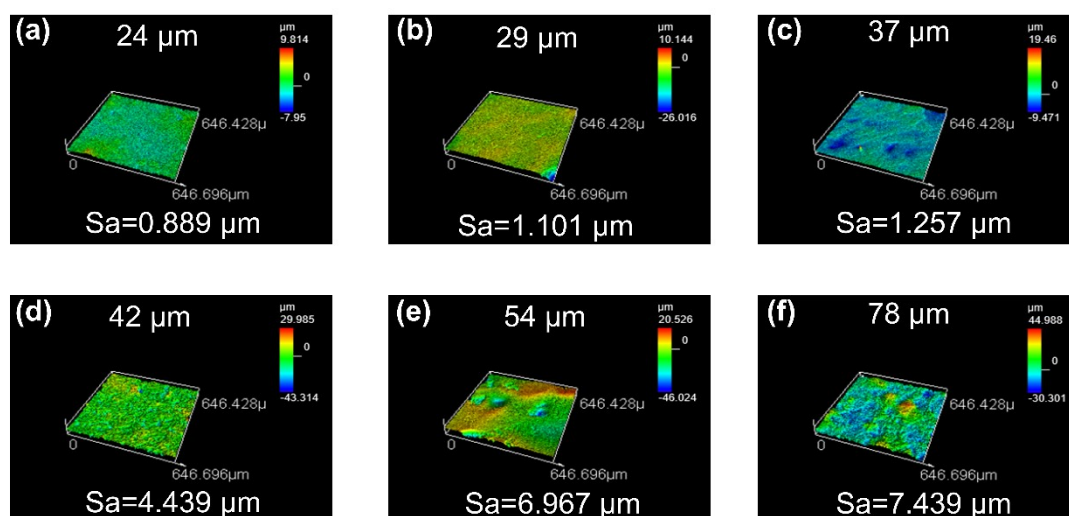 (a)
24 μm
μm
9.814
0
-7.95
646.428μ
0
646.696μm
Sa=0.889 μm
(b)
29 μm
μm
10.144
0
-26.016
646.428μ
0
646.696μm
Sa=1.101 μm
(c)
37 μm
μm
19.46
0
-9.471
646.428μ
0
646.696μm
Sa=1.257 μm
(d)
42 μm
μm
29.985
0
-43.314
646.428μ
0
646.696μm
Sa=4.439 μm
(e)
54 μm
μm
20.526
0
-46.024
646.428μ
0
646.696μm
Sa=6.967 μm
(f)
78 μm
μm
44.988
0
-30.301
646.428μ
0
646.696μm
Sa=7.439 μm